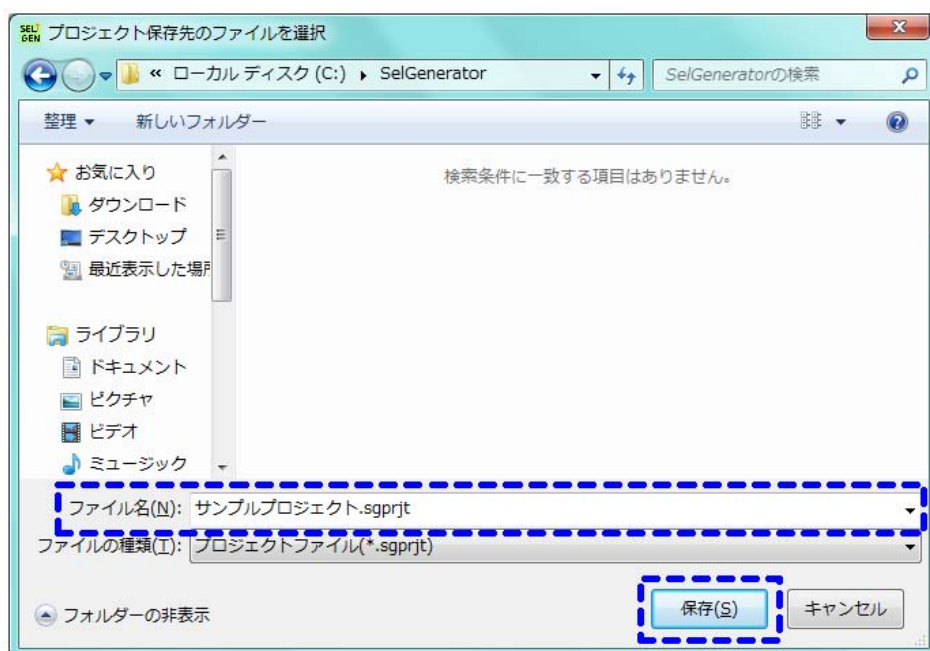 SEL GEN プロジェクト保存先のファイルを選択
« ローカル ディスク (C:) ▸ SelGenerator SelGeneratorの検索
整理 ▼ 新しいフォルダー
お気に入り
検索条件に一致する項目はありません。
ダウンロード
デスクトップ
最近表示した場所
ライブラリ
ドキュメント
ピクチャ
ビデオ
ミュージック
ファイル名(N): サンプルプロジェクト.sgprjt
ファイルの種類(T): プロジェクトファイル(*.sgprjt)
フォルダーの非表示 保存(S) キャンセル